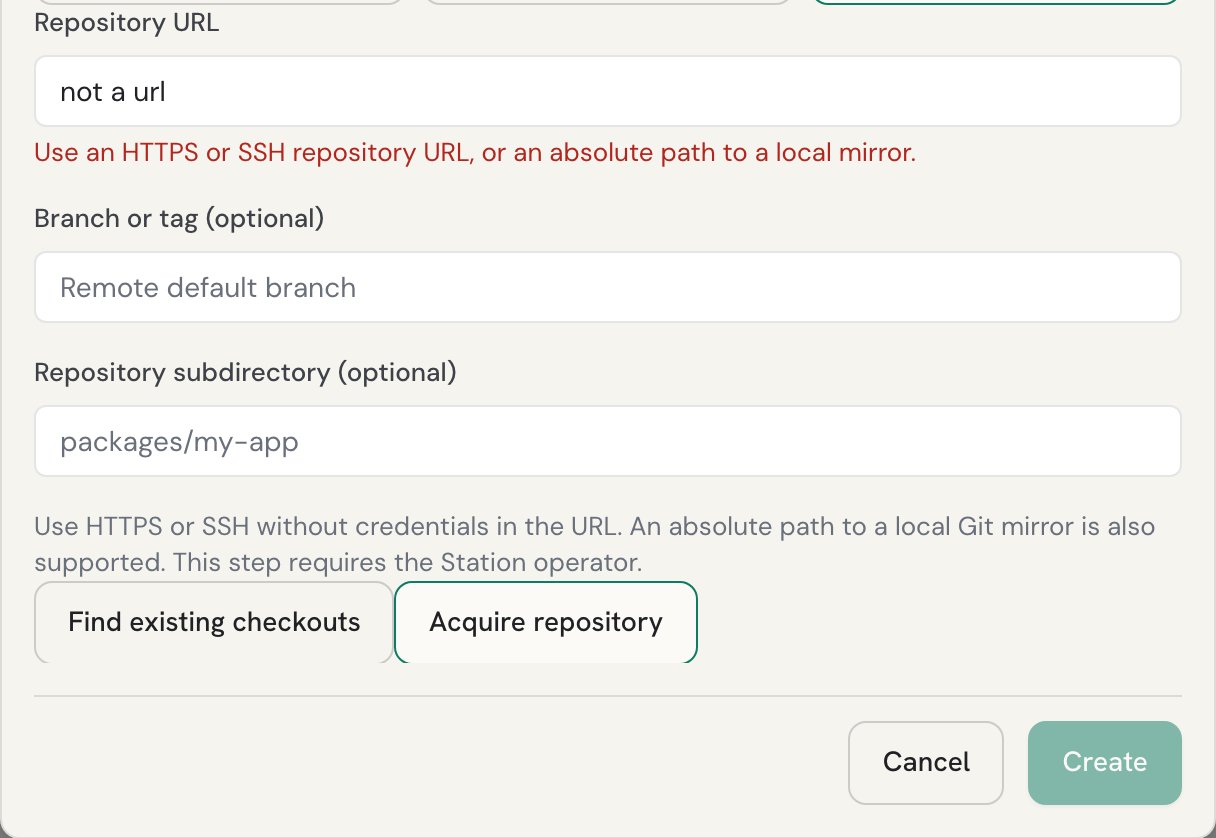 Repository URL
not a url
Use an HTTPS or SSH repository URL, or an absolute path to a local mirror.
Branch or tag (optional)
Remote default branch
Repository subdirectory (optional)
packages/my-app
Use HTTPS or SSH without credentials in the URL. An absolute path to a local Git mirror is also
supported. This step requires the Station operator.
Find existing checkouts
Acquire repository
Cancel
Create